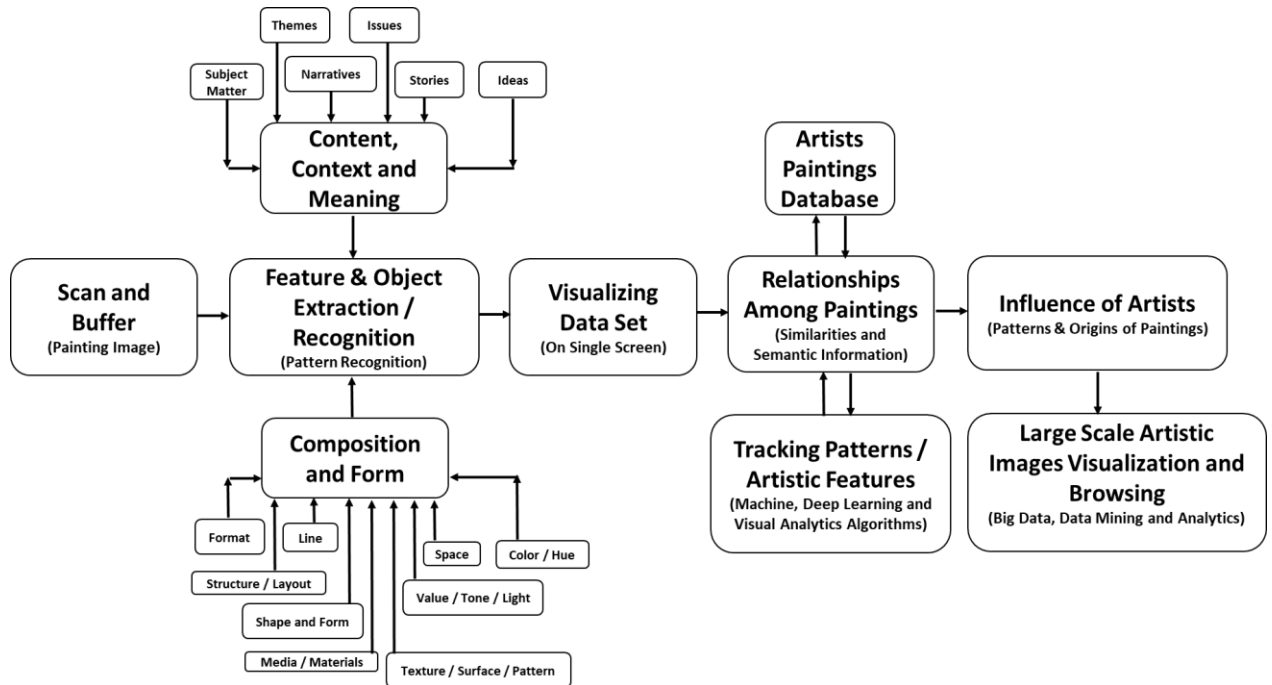 Themes
Issues
Subject
Matter
Narratives
Stories
Ideas
Content,
Context and
Meaning
Artists
Paintings
Database
Scan and
Buffer
(Painting Image)
Feature & Object
Extraction /
Recognition
(Pattern Recognition)
Visualizing
Data Set
(On Single Screen)
Relationships
Among Paintings
(Similarities and
Semantic Information)
Influence of Artists
(Patterns & Origins of Paintings)
Composition
and Form
Tracking Patterns /
Artistic Features
(Machine, Deep Learning and
Visual Analytics Algorithms)
Large Scale Artistic
Images Visualization and
Browsing
(Big Data, Data Mining and Analytics)
Format
Line
Space
Color / Hue
Structure / Layout
Value / Tone / Light
Shape and Form
Media / Materials
Texture / Surface / Pattern